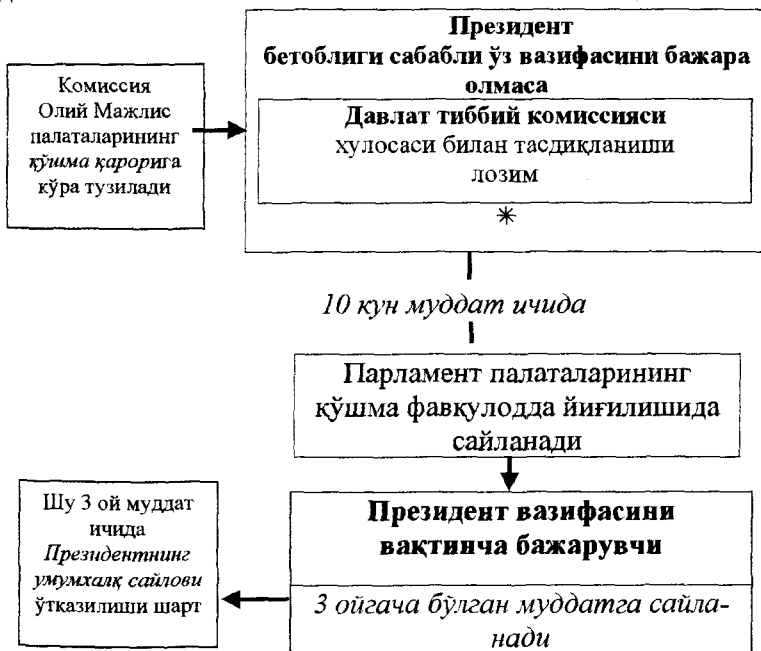 Президент
бетоблиги сабабли ўз вазифасини бажара
олмаса
Комиссия
Олий Мажлис
палаталарининг
қўшма қарорига
кўра тузилади
Давлат тиббий комиссияси
хулосаси билан тасдиқланиши
лозим
*
10 кун муддат ичида
Парламент палаталарининг
қўшма фавқулодда йиғилишида
сайланади
Президент вазифасини
вақтинча бажарувчи
3 ойгача бўлган муддатга сайла-
нади
Шу 3 ой муддат
ичида
Президентнинг
умумхалқ сайлови
ўтказилиши шарт